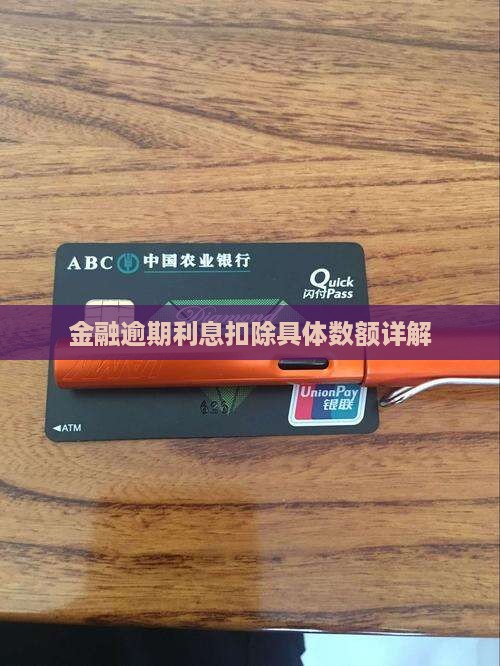 ABC 中国农业银行
Quick
闪付Pass
Diamond
金融逾期利息扣除具体数额详解
UnionPay
银联
◀ATM